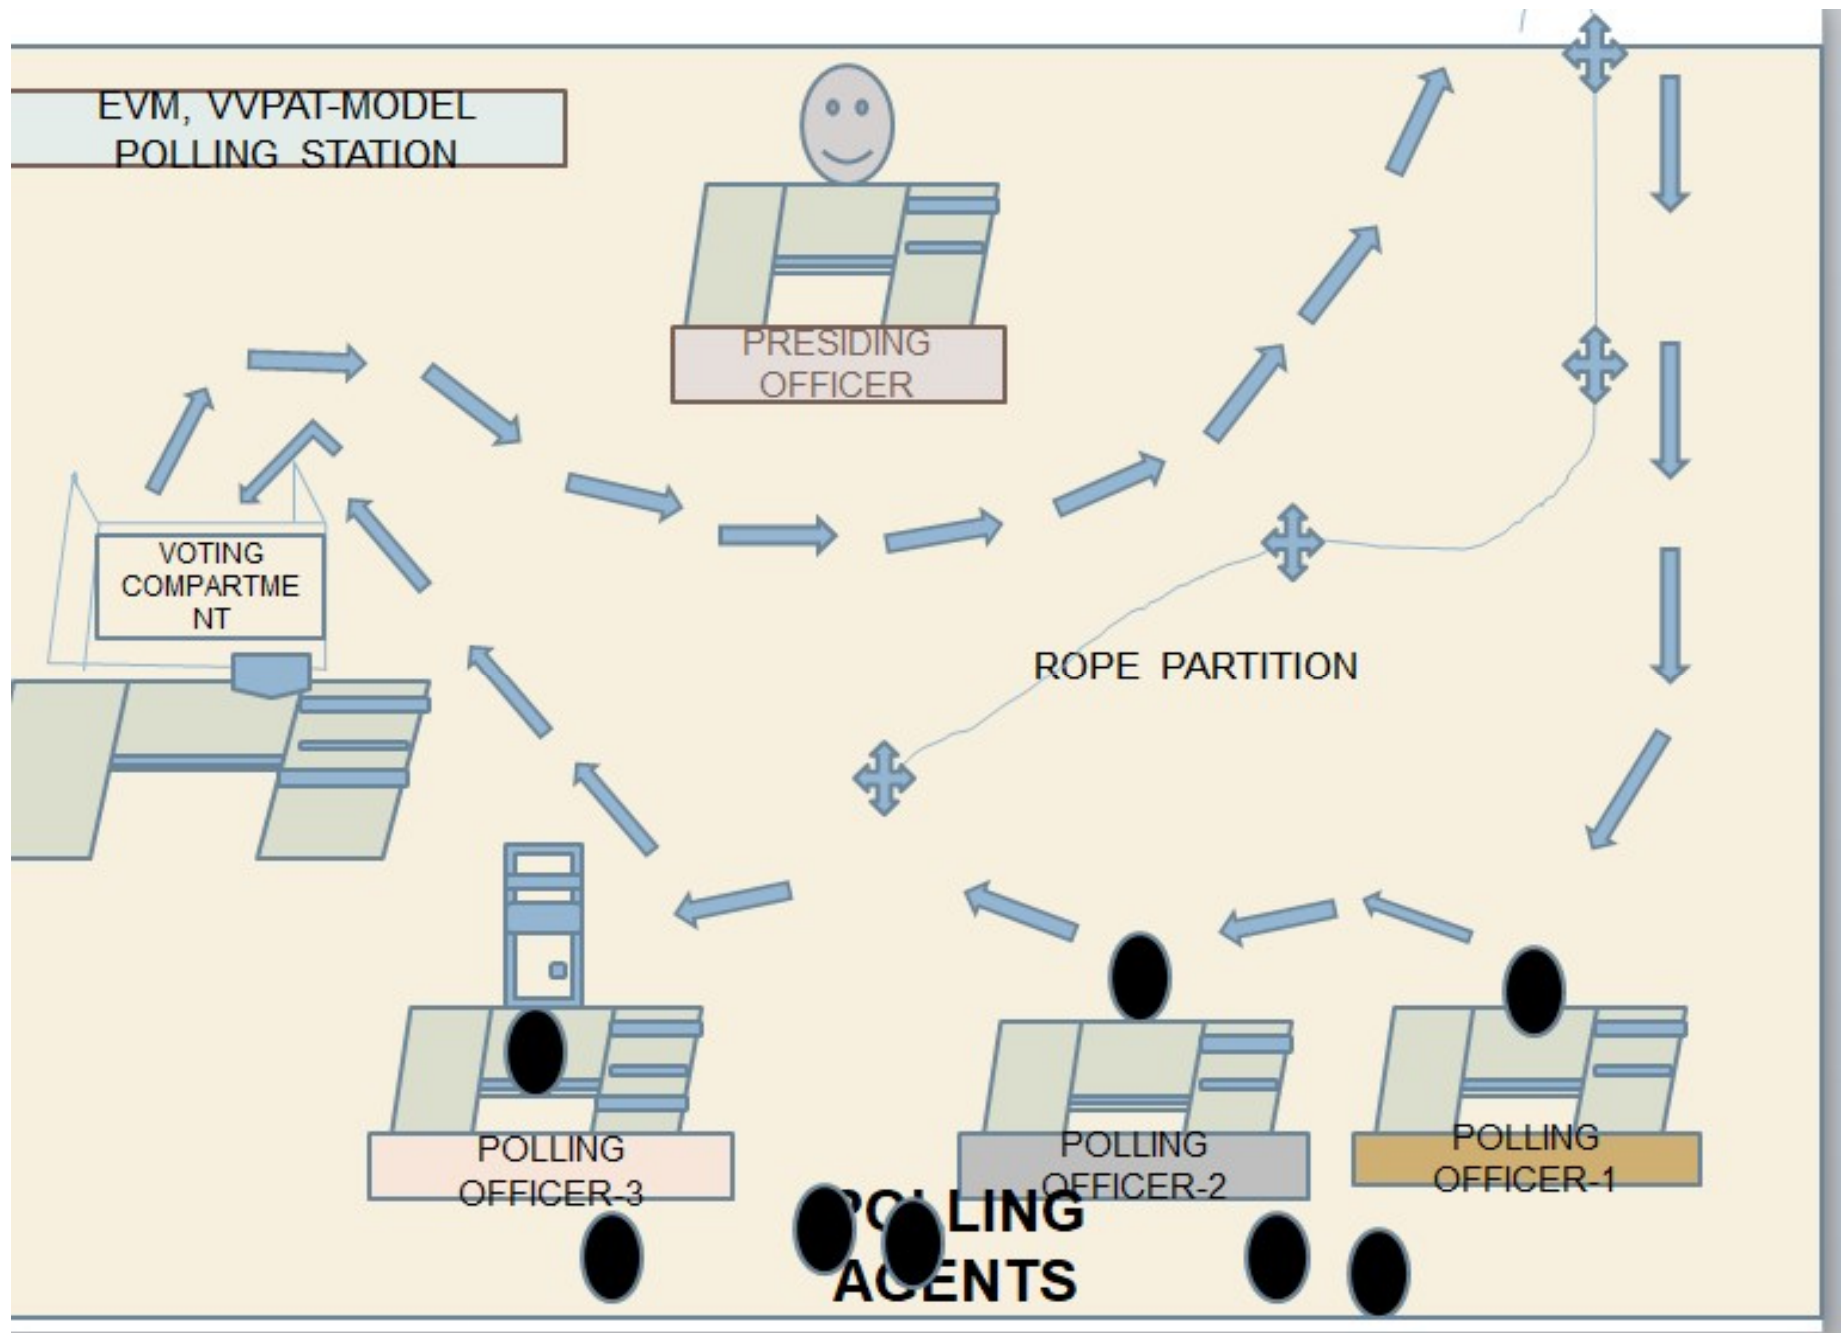 EVM, VVPAT-MODEL
POLLING STATION
PRESIDING
OFFICER
VOTING
COMPARTME
NT
ROPE PARTITION
POLLING
OFFICER-3
POLLING
OFFICER-2
POLLING
OFFICER-1
POLLING
AGENTS